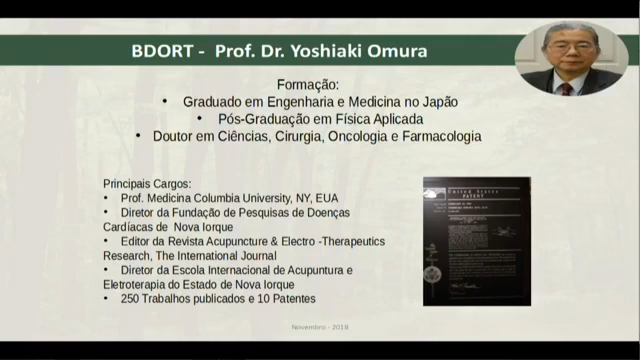 BDORT - Prof. Dr. Yoshiaki Omura
Formação:
• Graduado em Engenharia e Medicina no Japão
• Pós-Graduação em Física Aplicada
• Doutor em Ciências, Cirurgia, Oncologia e Farmacologia
Principais Cargos:
• Prof. Medicina Columbia University, NY, EUA
• Diretor da Fundação de Pesquisas de Doenças
Cardíacas de Nova Iorque
• Editor da Revista Acupuncture & Electro -Therapeutics
Research, The International Journal
• Diretor da Escola Internacional de Acupuntura e
Eletroterapia do Estado de Nova Iorque
• 250 Trabalhos publicados e 10 Patentes
United States
PATENT
Novembro - 2018